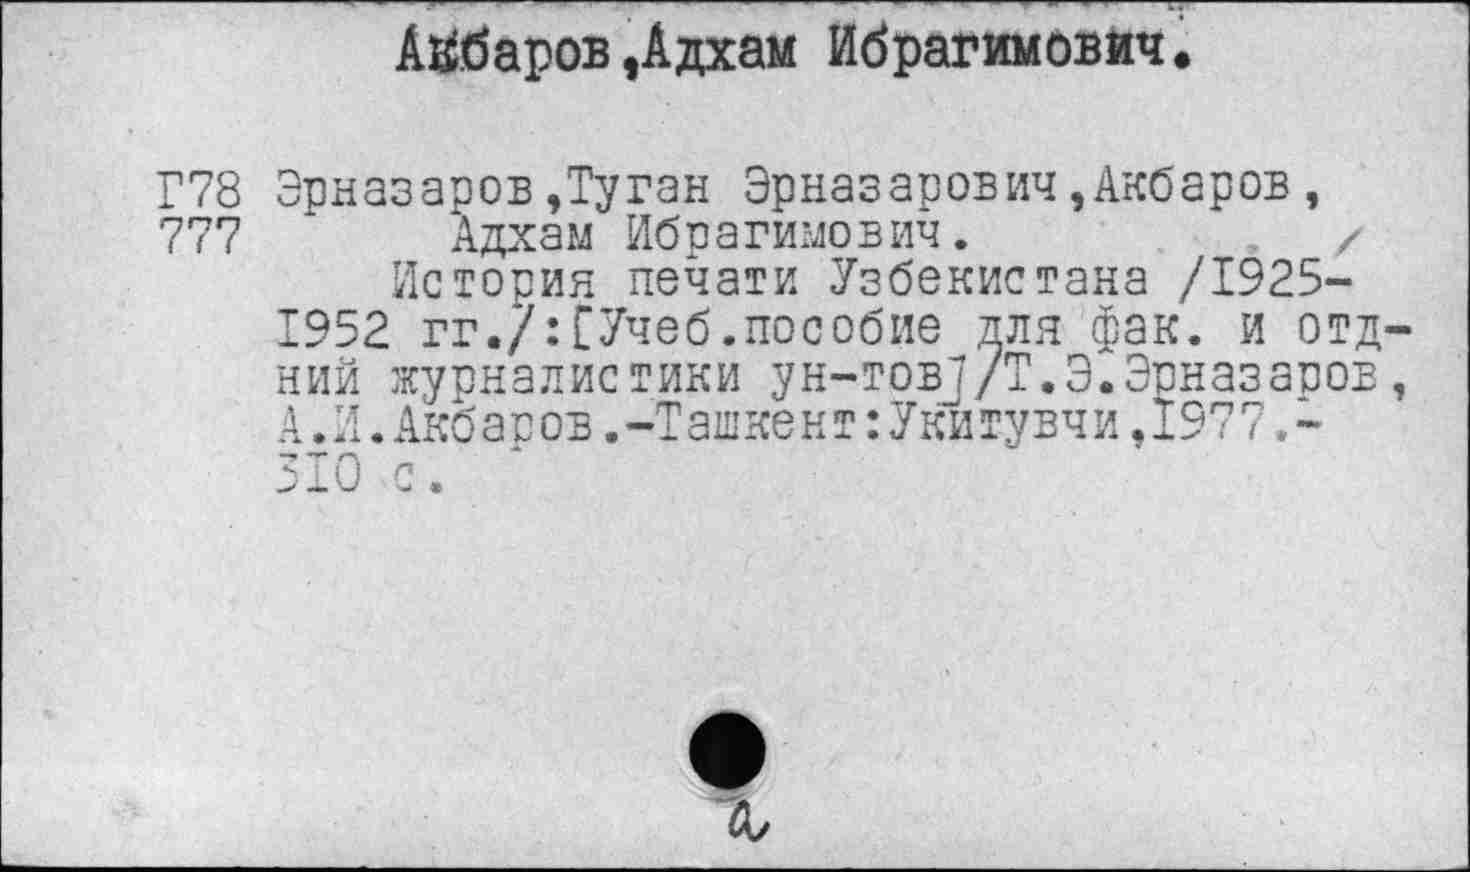 Акбаров,Адхам Ибрагимович.
Г78 Эрназаров,Туган Эрназарович,Акбаров,
777 Адхам Ибрагимович.
История печати Узбекистана /1925-
1952 гг./:[Учеб.пособие для фак. и отд-
ний журналистики ун-тов]/Т.Э.Эрназаров,
А.И.Акбаров.-Ташкент:Укитувчи,1977.-
310 с.